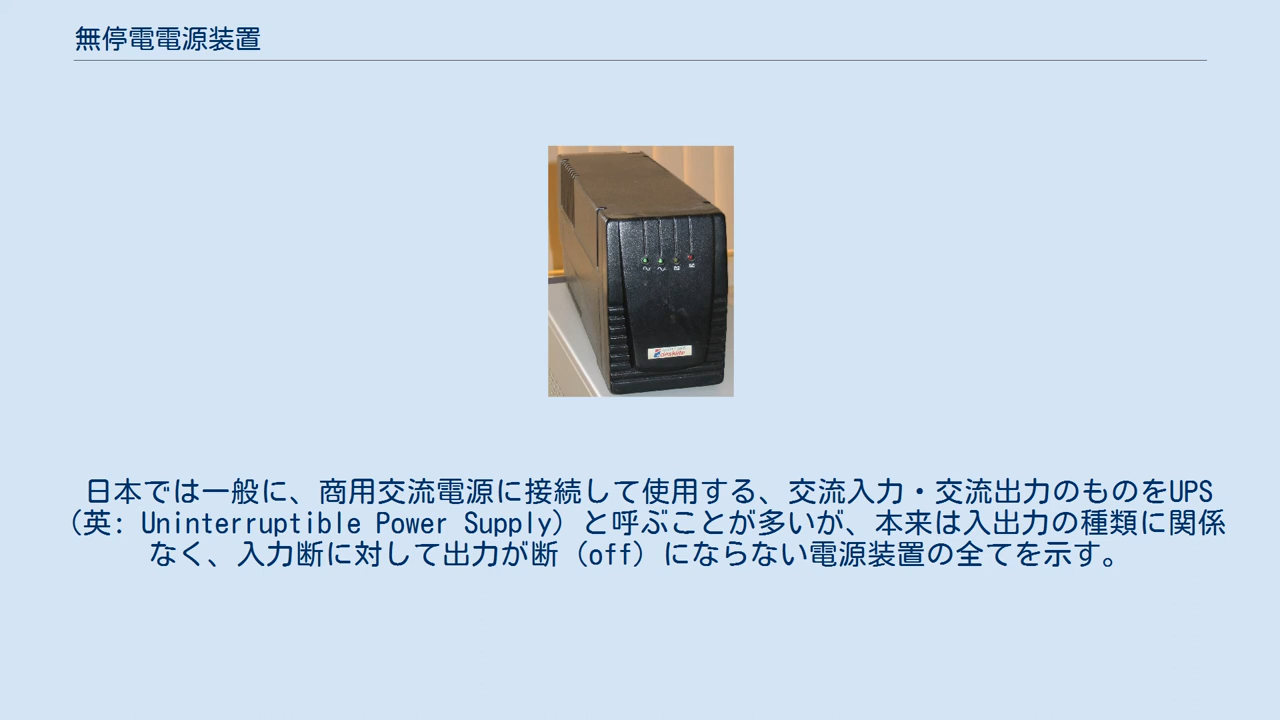 無停電電源装置
日本では一般に、商用交流電源に接続して使用する、交流入力・交流出力のものをUPS
（英: Uninterruptible Power Supply）と呼ぶことが多いが、本来は入出力の種類に関係
なく、入力断に対して出力が断（off）にならない電源装置の全てを示す。